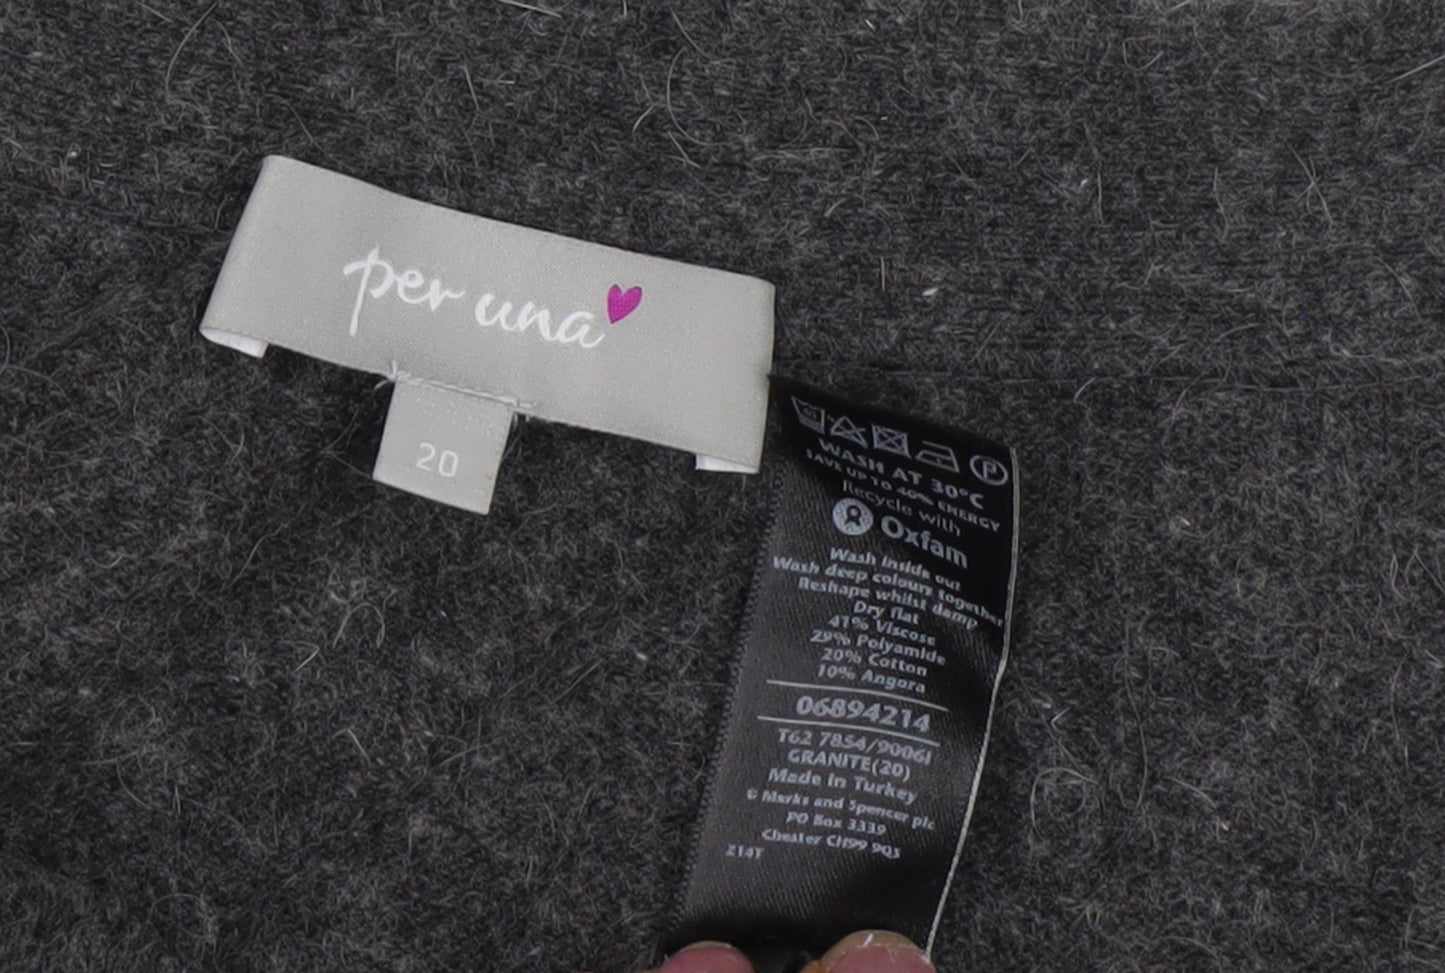 per una
20
WASH AT 30°C
SAVE UP TO 40% ENERGY
Recycle with
Oxfam
Wash inside out
Wash deep colours together
Reshape whilst damp
Dry flat
41% Viscose
29% Polyamide
20% Cotton
10% Angora
06894214
T62 7854/9006I
GRANITE(20)
Made in Turkey
© Marks and Spencer plc
PO Box 3339
Chester CH99 9QS
Z14T